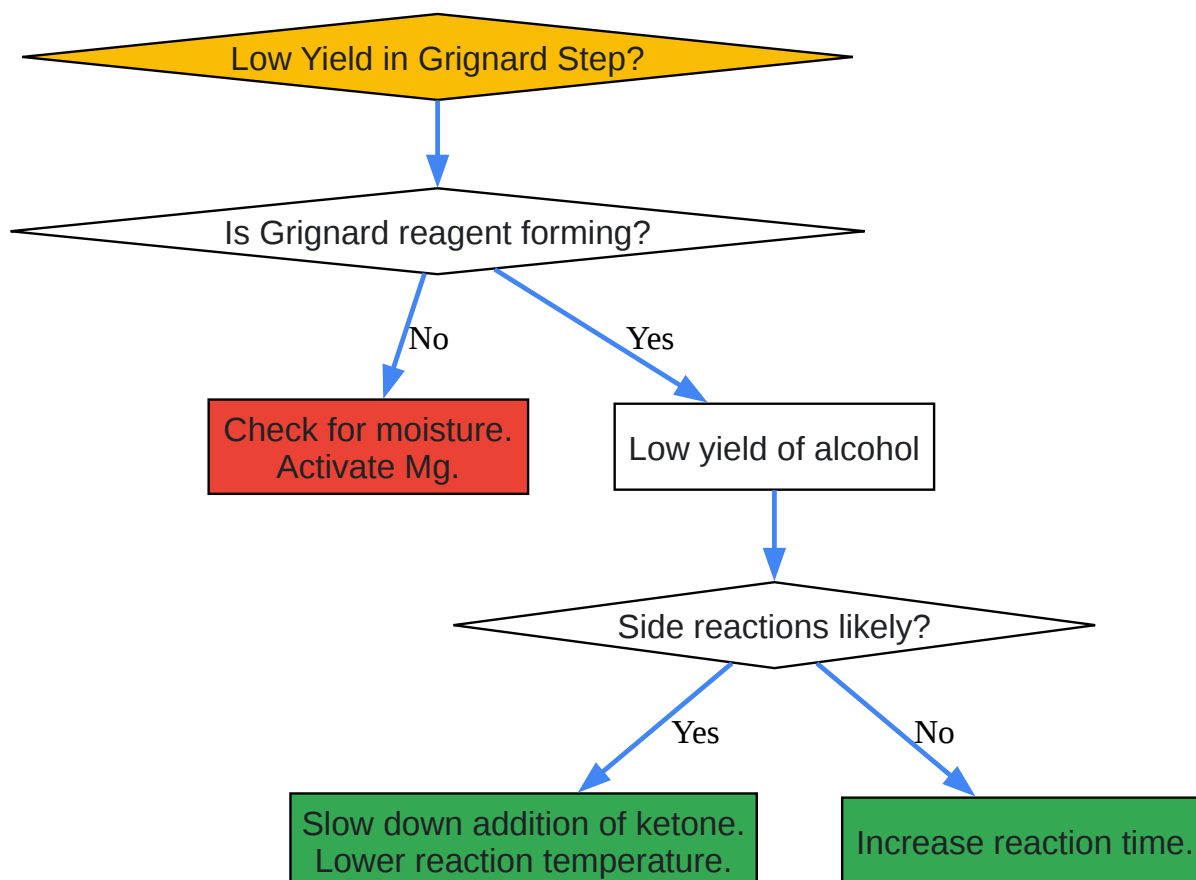 Low Yield in Grignard Step?
Is Grignard reagent forming?
No
Yes
Check for moisture.
Activate Mg.
Low yield of alcohol
Side reactions likely?
Yes
No
Slow down addition of ketone.
Lower reaction temperature.
Increase reaction time.